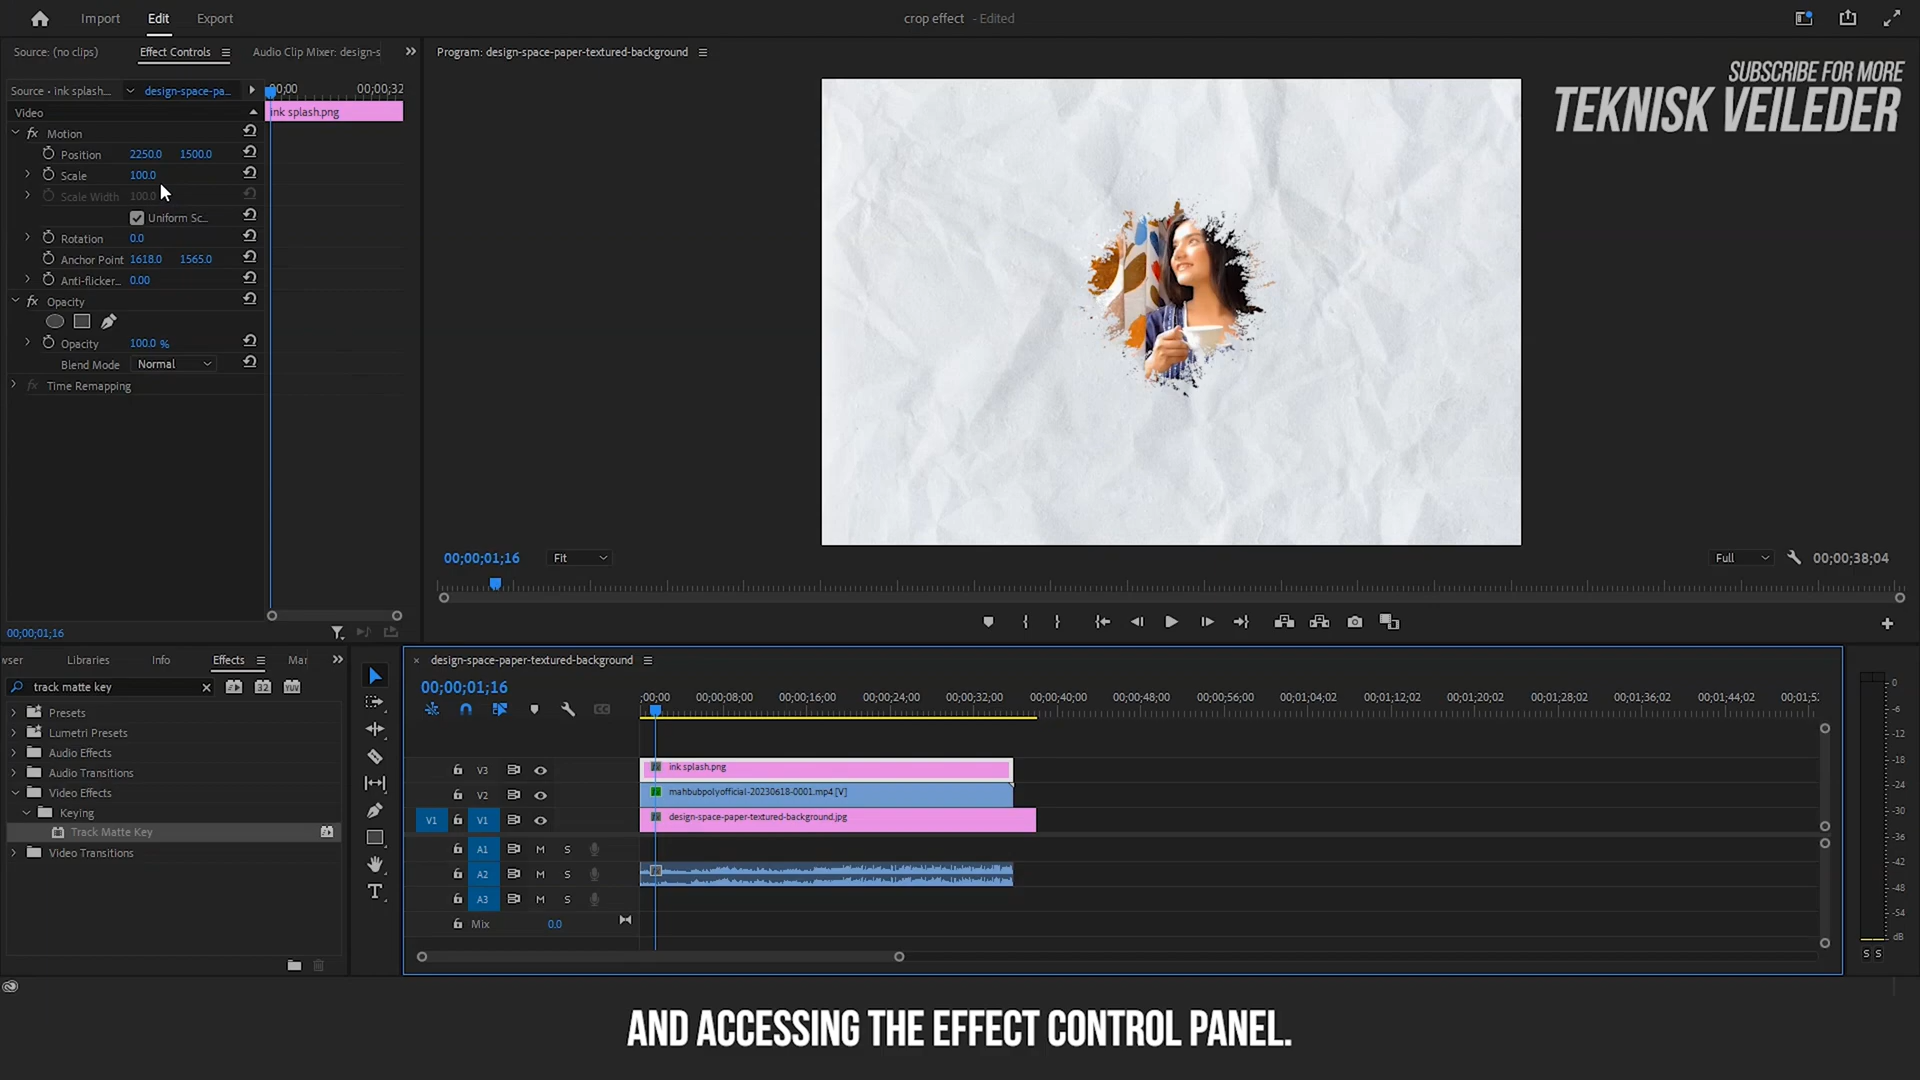 Import Edit Export
crop effect - Edited
Source: (no clips) Effect Controls Audio Clip Mixer: design-s
Program: design-space-paper-textured-background
SUBSCRIBE FOR MORE
TEKNISK VEILEDER
Source • ink splash... design-space-pa... ;00;00 00;00;32
Video
ink splash.png
fx Motion
Position 2250.0 1500.0
Scale 100.0
Scale Width 100.0
Uniform Sc...
Rotation 0.0
Anchor Point 1618.0 1565.0
Anti-flicker... 0.00
fx Opacity
Opacity 100.0 %
Blend Mode Normal
fx Time Remapping
00;00;01;16 Fit Full 00;00;38;04
00;00;01;16
wser Libraries Info Effects Mar
track matte key 32 YUV
Presets
Lumetri Presets
Audio Effects
Audio Transitions
Video Effects
Keying
Track Matte Key
Video Transitions
design-space-paper-textured-background
00;00;01;16
;00;00 00;00;08;00 00;00;16;00 00;00;24;00 00;00;32;00 00;00;40;00 00;00;48;00 00;00;56;00 00;01;04;02 00;01;12;02 00;01;20;02 00;01;28;02 00;01;36;02 00;01;44;02 00;01;52
V3 ink splash.png
V2 mahbubpolyofficial-20230618-0001.mp4 [V]
V1 V1 design-space-paper-textured-background.jpg
A1 M S
A2 M S
A3 M S
Mix 0.0
0
-6
-12
-18
-24
-30
-36
-42
-48
-54
dB
S S
AND ACCESSING THE EFFECT CONTROL PANEL.